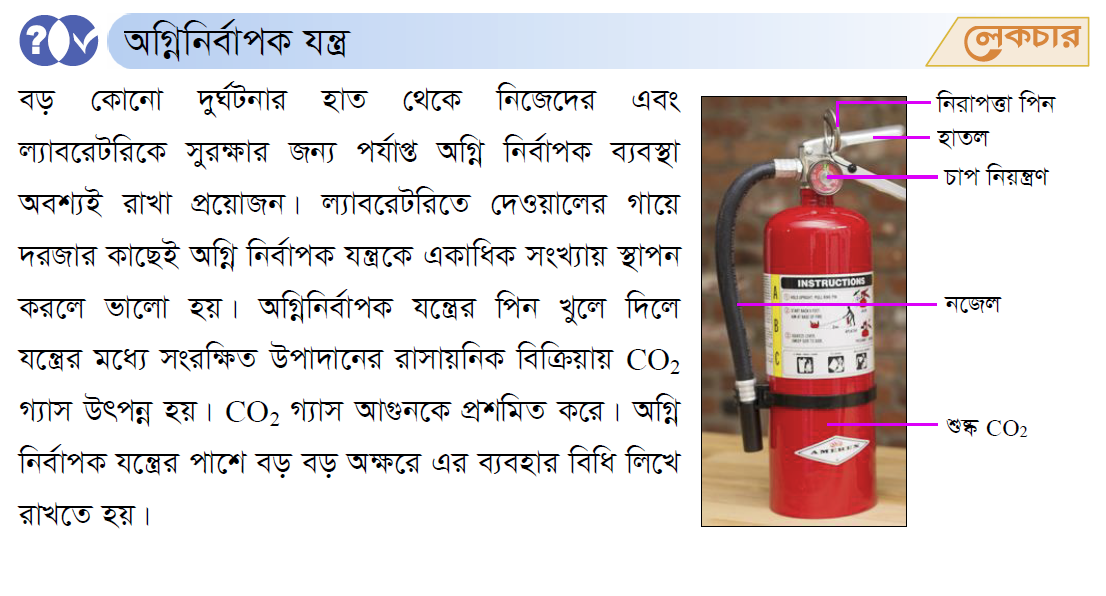 অগ্নিনির্বাপক যন্ত্র
লেকচার
বড় কোনো দুর্ঘটনার হাত থেকে নিজেদের এবং
ল্যাবরেটরিকে সুরক্ষার জন্য পর্যাপ্ত অগ্নি নির্বাপক ব্যবস্থা
অবশ্যই রাখা প্রয়োজন। ল্যাবরেটরিতে দেওয়ালের গায়ে
দরজার কাছেই অগ্নি নির্বাপক যন্ত্রকে একাধিক সংখ্যায় স্থাপন
করলে ভালো হয়। অগ্নিনির্বাপক যন্ত্রের পিন খুলে দিলে
যন্ত্রের মধ্যে সংরক্ষিত উপাদানের রাসায়নিক বিক্রিয়ায় CO₂
গ্যাস উৎপন্ন হয়। CO₂ গ্যাস আগুনকে প্রশমিত করে। অগ্নি
নির্বাপক যন্ত্রের পাশে বড় বড় অক্ষরে এর ব্যবহার বিধি লিখে
রাখতে হয়।
নিরাপত্তা পিন
হাতল
চাপ নিয়ন্ত্রণ
নজেল
শুষ্ক CO₂
INSTRUCTIONS
A
B
C
AMEREX